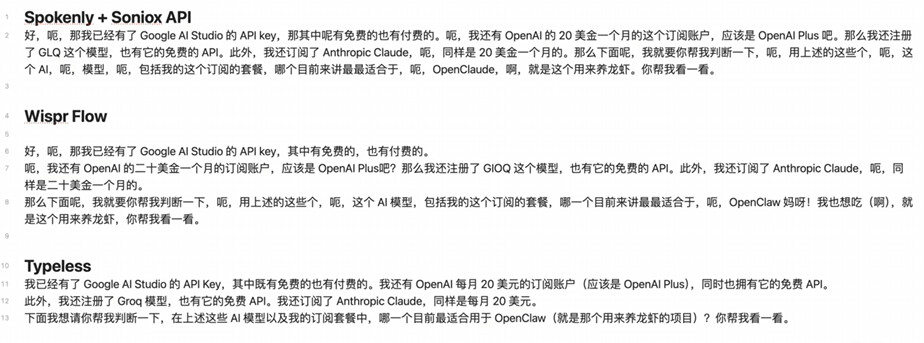 1 Spokenly + Soniox API
2 好，呃，那我已经有了 Google AI Studio 的 API key，那其中呢有免费的也有付费的。呃，我还有 OpenAI 的 20 美金一个月的这个订阅账户，应该是 OpenAI Plus 吧。那么我还注册
了 GLQ 这个模型，也有它的免费的 API。此外，我还订阅了 Anthropic Claude，呃，同样是 20 美金一个月的。那么下面呢，我就要你帮我判断一下，呃，用上述的这些个，呃，这
个 AI，呃，模型，呃，包括我的这个订阅的套餐，哪个目前来讲最最适合于，呃，OpenClaude，啊，就是这个用来养龙虾。你帮我看一看。
3
4 Wispr Flow
5
6 好，呃，那我已经有了 Google AI Studio 的 API key，其中有免费的，也有付费的。
7 呃，我还有 OpenAI 的二十美金一个月的订阅账户，应该是 OpenAI Plus吧？那么我还注册了 GIOQ 这个模型，也有它的免费的 API。此外，我还订阅了 Anthropic Claude，呃，同
样是二十美金一个月的。
8 那么下面呢，我就要你帮我判断一下，呃，用上述的这些个，呃，这个 AI 模型，包括我的这个订阅的套餐，哪一个目前来讲最最适合于，呃，OpenClaw 妈呀！我也想吃（啊），就
是这个用来养龙虾，你帮我看一看。
9
10 Typeless
11 我已经有了 Google AI Studio 的 API Key，其中既有免费的也有付费的。我还有 OpenAI 每月 20 美元的订阅账户（应该是 OpenAI Plus），同时也拥有它的免费 API。
12 此外，我还注册了 Groq 模型，也有它的免费 API。我还订阅了 Anthropic Claude，同样是每月 20 美元。
13 下面我想请你帮我判断一下，在上述这些 AI 模型以及我的订阅套餐中，哪一个目前最适合用于 OpenClaw（就是那个用来养龙虾的项目）？你帮我看一看。